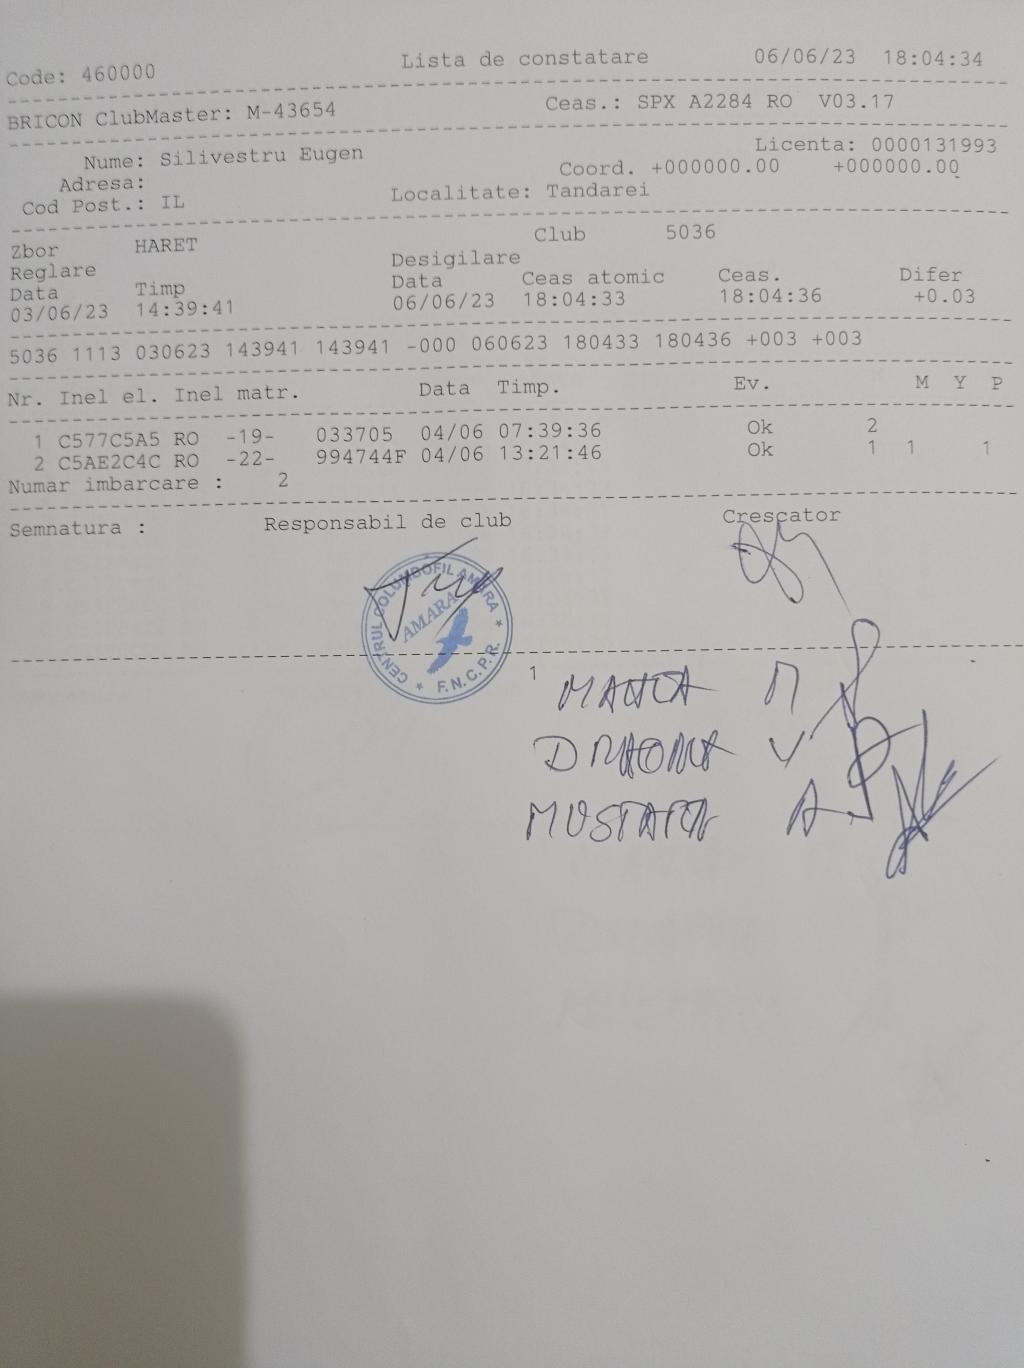 Code: 460000 Lista de constatare 06/06/23 18:04:34
BRICON ClubMaster: M-43654 Ceas.: SPX A2284 RO V03.17
Nume: Silivestru Eugen Licenta: 0000131993
Adresa: Coord. +000000.00 +000000.00
Cod Post.: IL Localitate: Tandarei
Zbor HARET Club 5036
Reglare Desigilare
Data Timp Data Ceas atomic Ceas. Difer
03/06/23 14:39:41 06/06/23 18:04:33 18:04:36 +0.03
5036 1113 030623 143941 143941 -000 060623 180433 180436 +003 +003
Nr. Inel el. Inel matr. Data Timp. Ev. M Y P
1 C577C5A5 RO -19- 033705 04/06 07:39:36 Ok 2
2 C5AE2C4C RO -22- 994744F 04/06 13:21:46 Ok 1 1 1
Numar imbarcare : 2
Semnatura : Responsabil de club Crescator
CENTRUL COLUMBOFIL AMARA
AMARA
* F.N.C.P.R. *
1
M
V
A